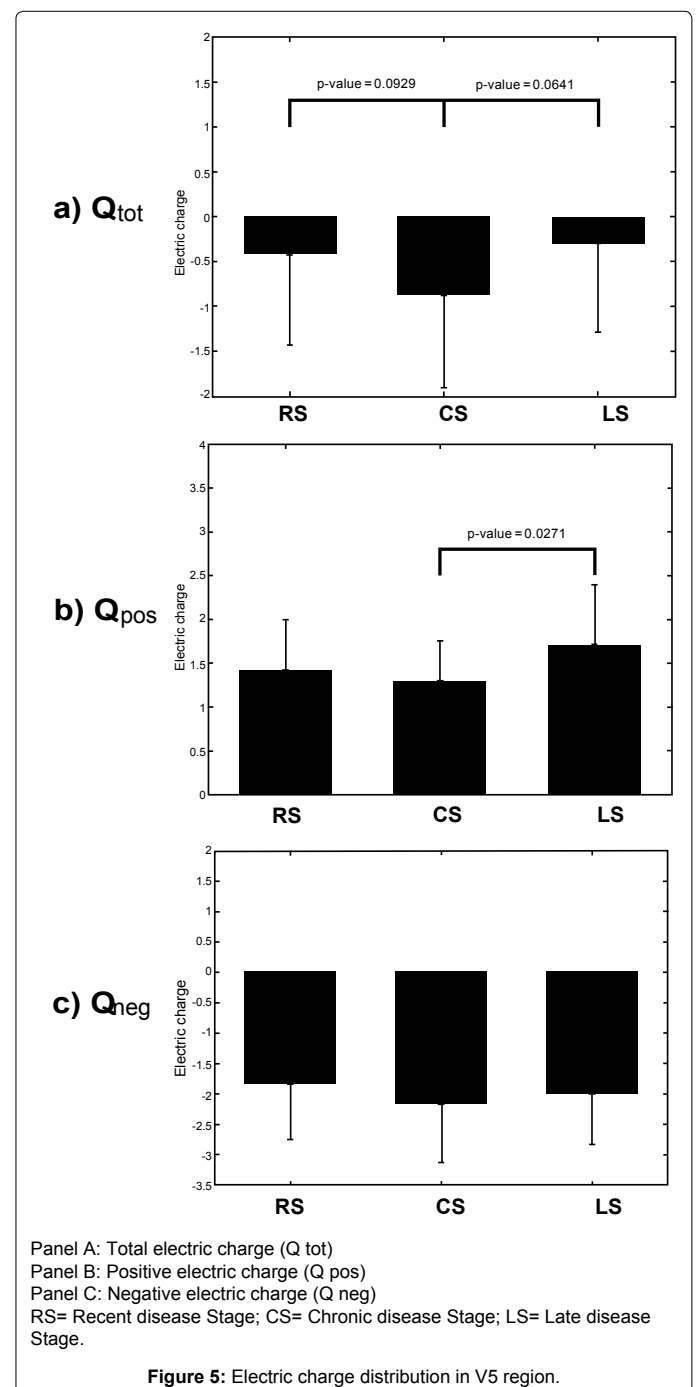 2
1.5
p-value = 0.0929 p-value = 0.0641
1
0.5
a) Qtot
0
Electric charge
-0.5
-1
-1.5
-2
RS CS LS
4
3.5
3
p-value = 0.0271
2.5
b) Qpos
2
Electric charge
1.5
1
0.5
0
RS CS LS
2
1.5
1
0.5
0
c) Qneg
Electric charge
-0.5
-1
-1.5
-2
-2.5
-3
-3.5
RS CS LS
Panel A: Total electric charge (Q tot)
Panel B: Positive electric charge (Q pos)
Panel C: Negative electric charge (Q neg)
RS= Recent disease Stage; CS= Chronic disease Stage; LS= Late disease
Stage.
Figure 5: Electric charge distribution in V5 region.